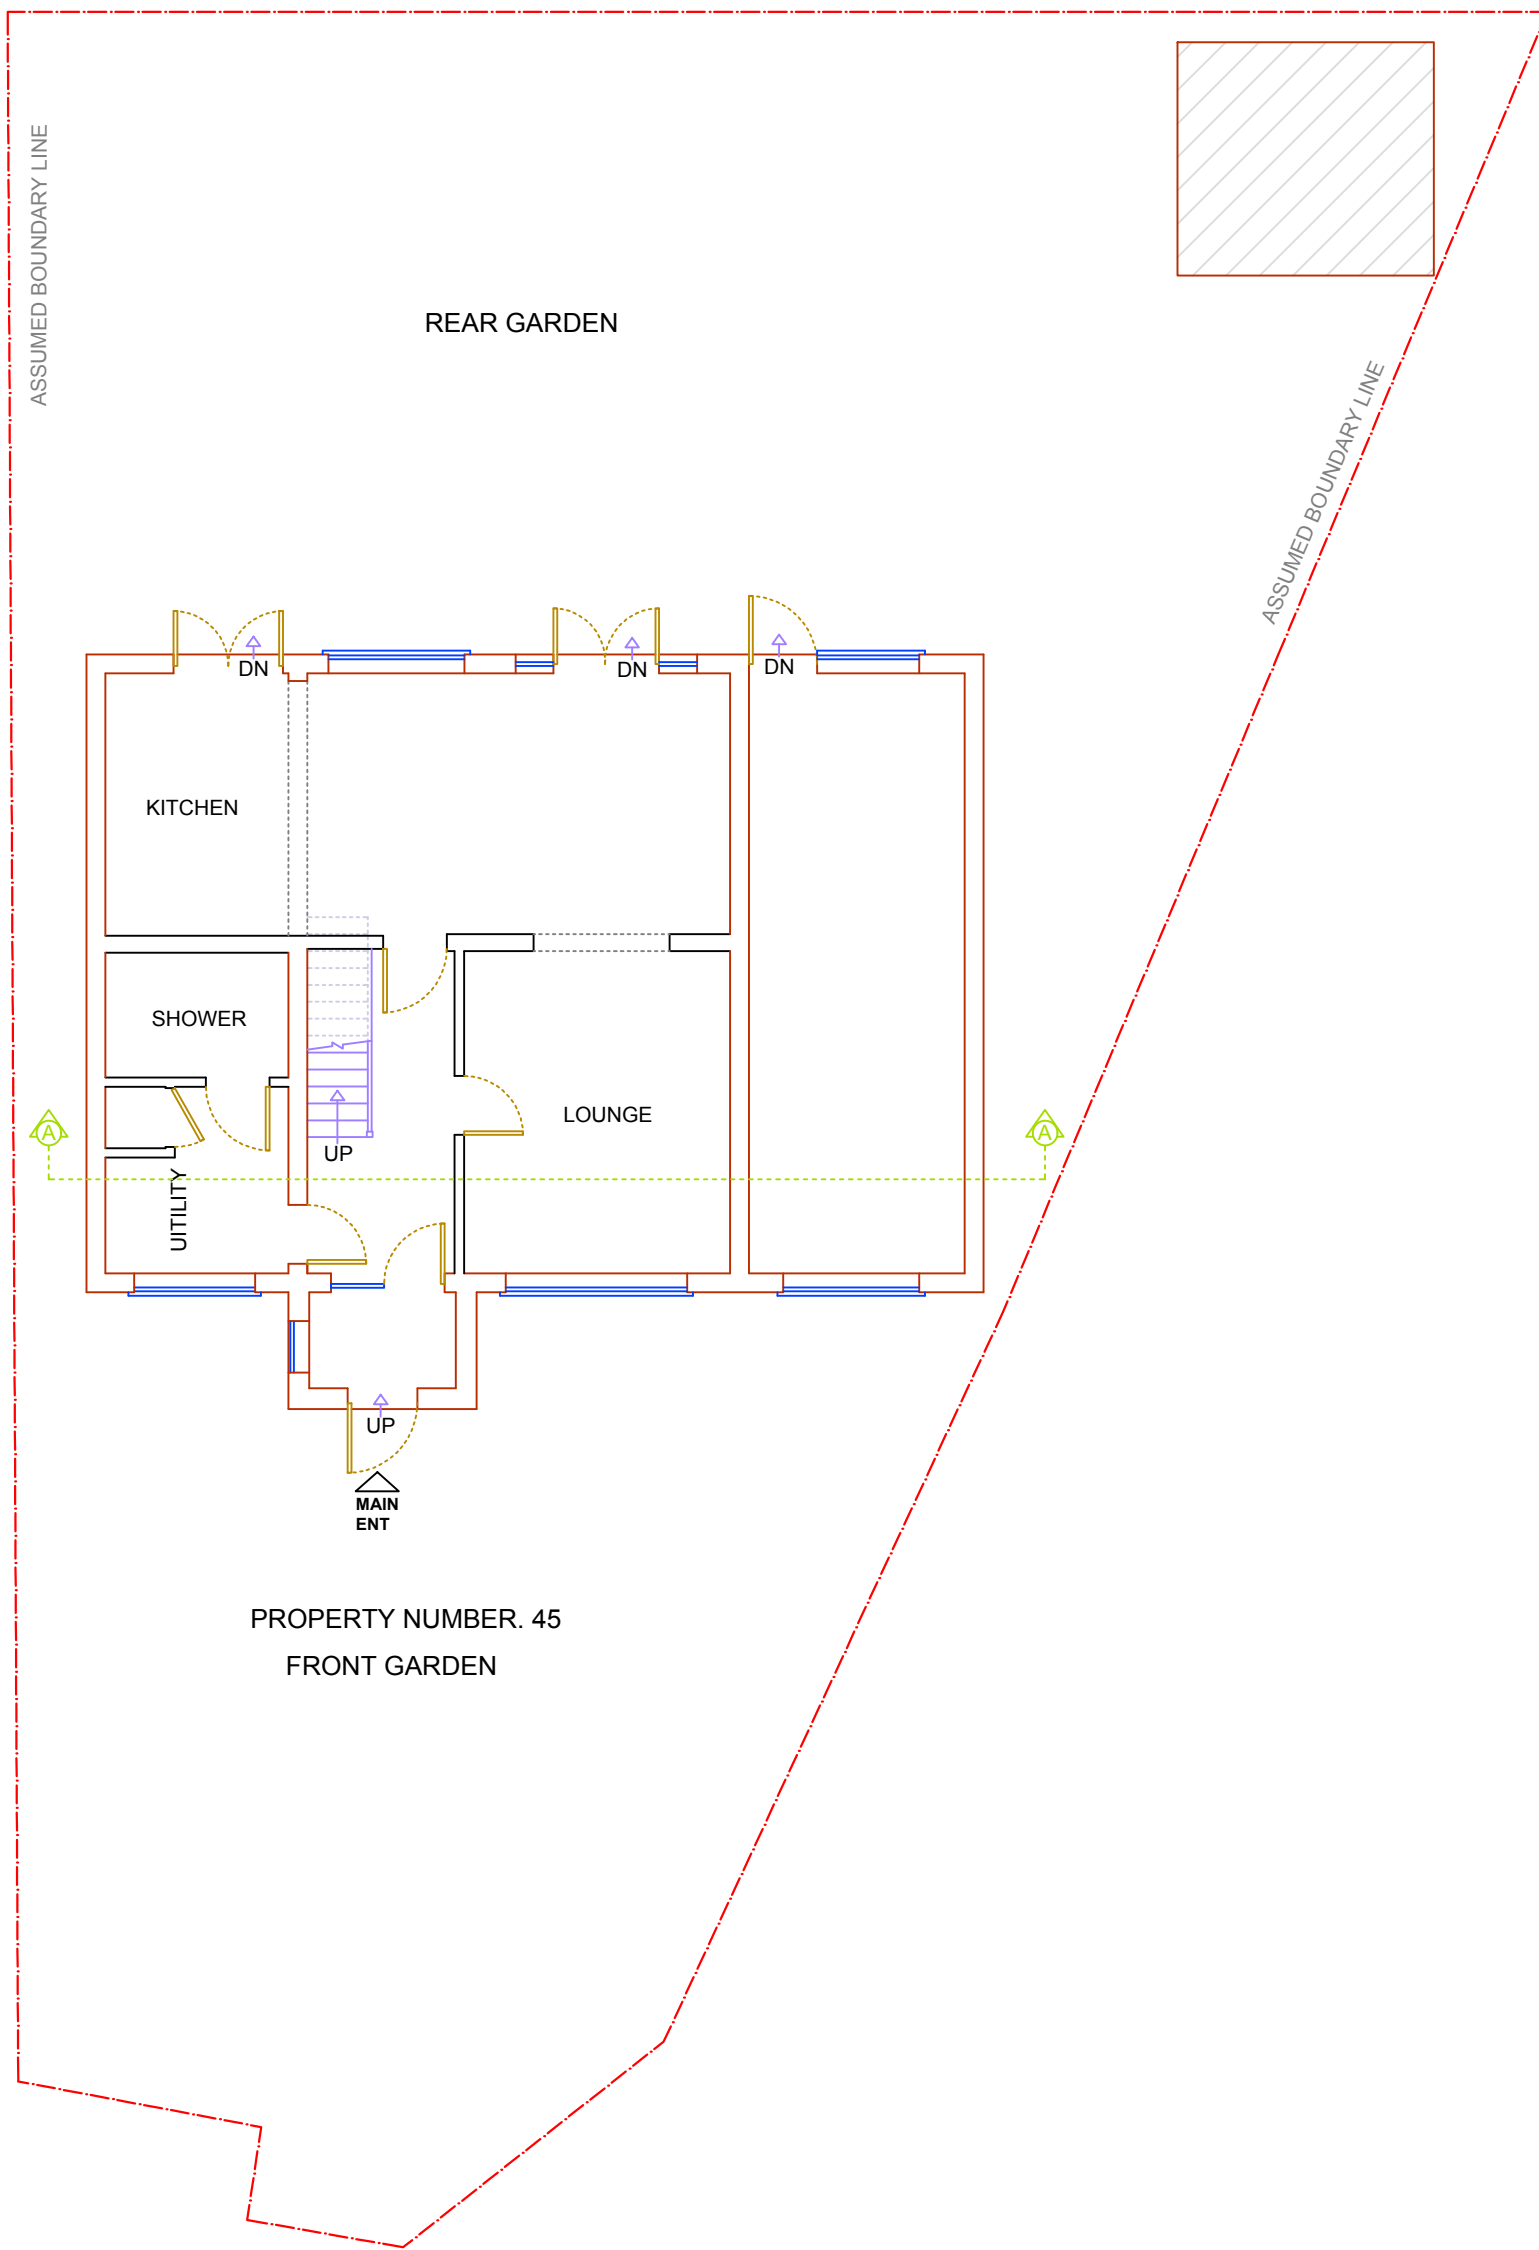 ASSUMED BOUNDARY LINE
REAR GARDEN
ASSUMED BOUNDARY LINE
DN
DN
DN
KITCHEN
SHOWER
LOUNGE
A
A
UP
UITILITY
UP
MAIN
ENT
PROPERTY NUMBER. 45
FRONT GARDEN